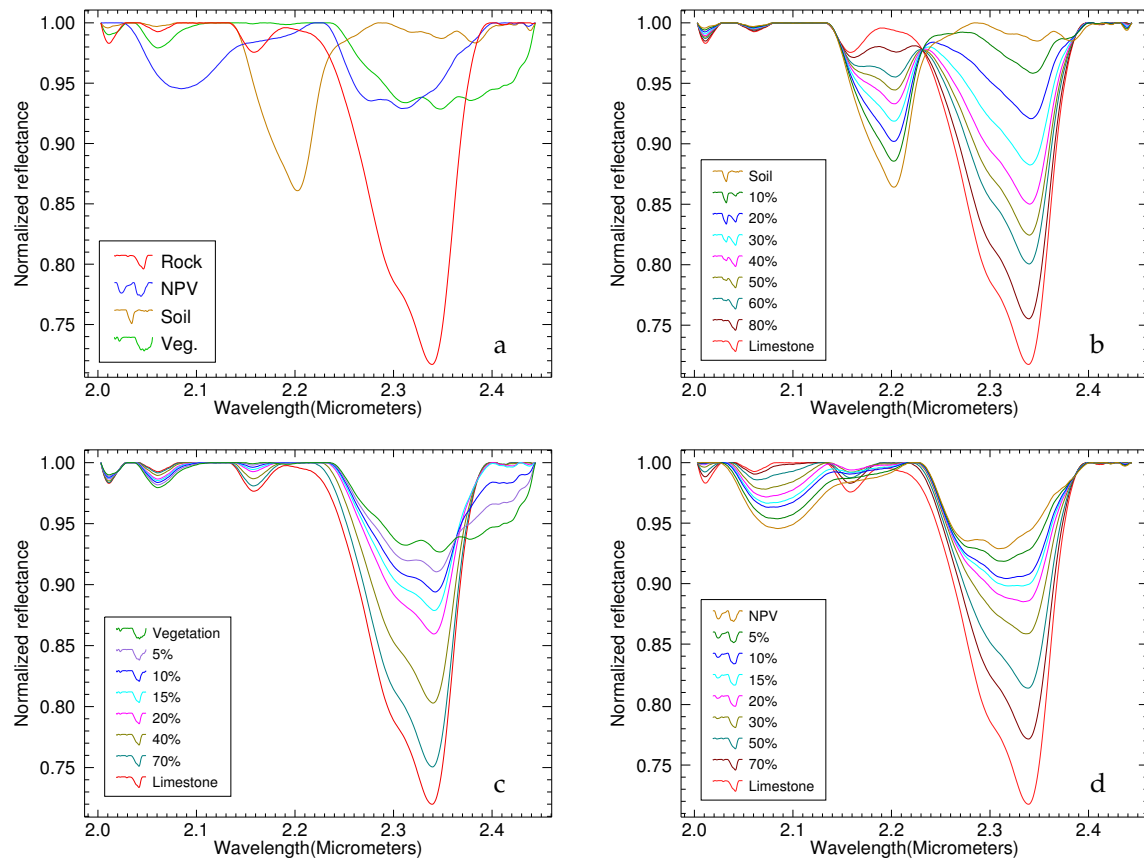 1.00
0.95
0.90
0.85
0.80
0.75
Normalized reflectance
Rock
NPV
Soil
Veg.
a
2.0 2.1 2.2 2.3 2.4
Wavelength(Micrometers)
1.00
0.95
0.90
0.85
0.80
0.75
Normalized reflectance
Soil
10%
20%
30%
40%
50%
60%
80%
Limestone
b
2.0 2.1 2.2 2.3 2.4
Wavelength(Micrometers)
1.00
0.95
0.90
0.85
0.80
0.75
Normalized reflectance
Vegetation
5%
10%
15%
20%
40%
70%
Limestone
c
2.0 2.1 2.2 2.3 2.4
Wavelength(Micrometers)
1.00
0.95
0.90
0.85
0.80
0.75
Normalized reflectance
NPV
5%
10%
15%
20%
30%
50%
70%
Limestone
d
2.0 2.1 2.2 2.3 2.4
Wavelength(Micrometers)